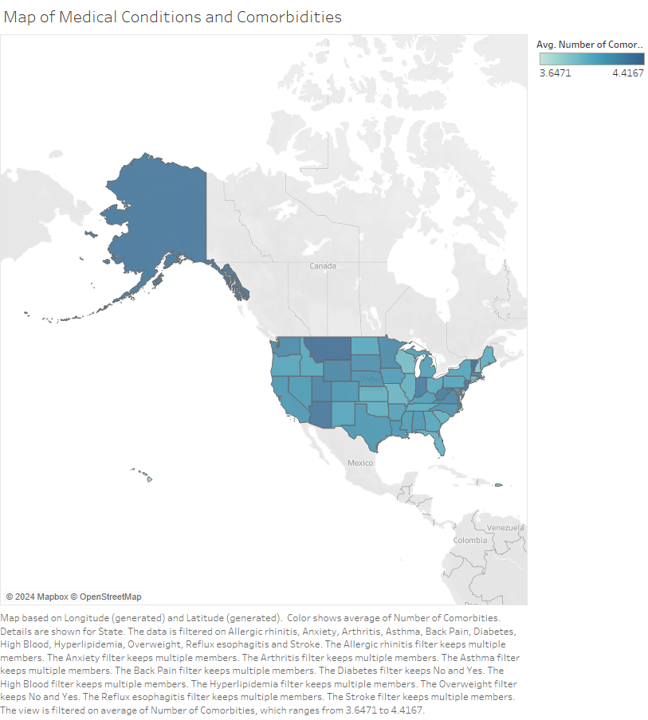 Map of Medical Conditions and Comorbidities
Avg. Number of Comor..
3.6471 4.4167
Canada
Mexico
Venezuela
Colombia
© 2024 Mapbox © OpenStreetMap
Map based on Longitude (generated) and Latitude (generated).  Color shows average of Number of Comorbities.
Details are shown for State. The data is filtered on Allergic rhinitis, Anxiety, Arthritis, Asthma, Back Pain, Diabetes,
High Blood, Hyperlipidemia, Overweight, Reflux esophagitis and Stroke. The Allergic rhinitis filter keeps multiple
members. The Anxiety filter keeps multiple members. The Arthritis filter keeps multiple members. The Asthma filter
keeps multiple members. The Back Pain filter keeps multiple members. The Diabetes filter keeps No and Yes. The
High Blood filter keeps multiple members. The Hyperlipidemia filter keeps multiple members. The Overweight filter
keeps No and Yes. The Reflux esophagitis filter keeps multiple members. The Stroke filter keeps multiple members.
The view is filtered on average of Number of Comorbities, which ranges from 3.6471 to 4.4167.